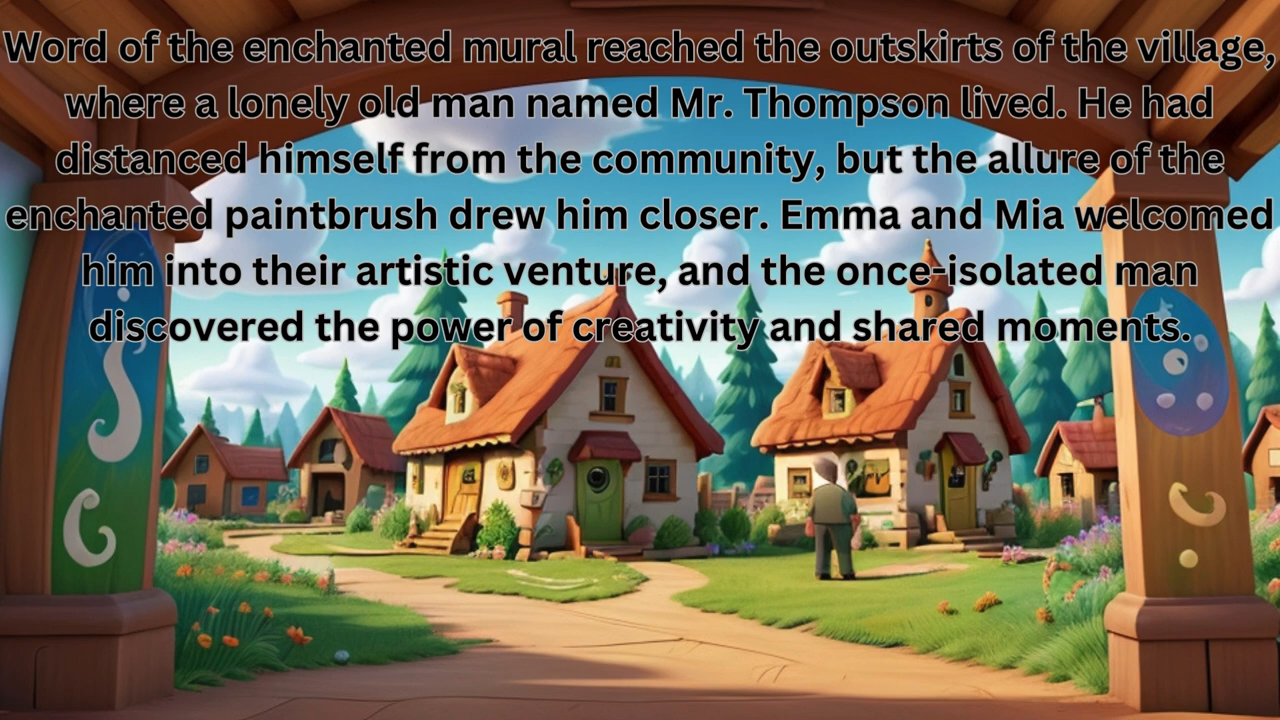 Word of the enchanted mural reached the outskirts of the village,
where a lonely old man named Mr. Thompson lived. He had
distanced himself from the community, but the allure of the
enchanted paintbrush drew him closer. Emma and Mia welcomed
him into their artistic venture, and the once-isolated man
discovered the power of creativity and shared moments.